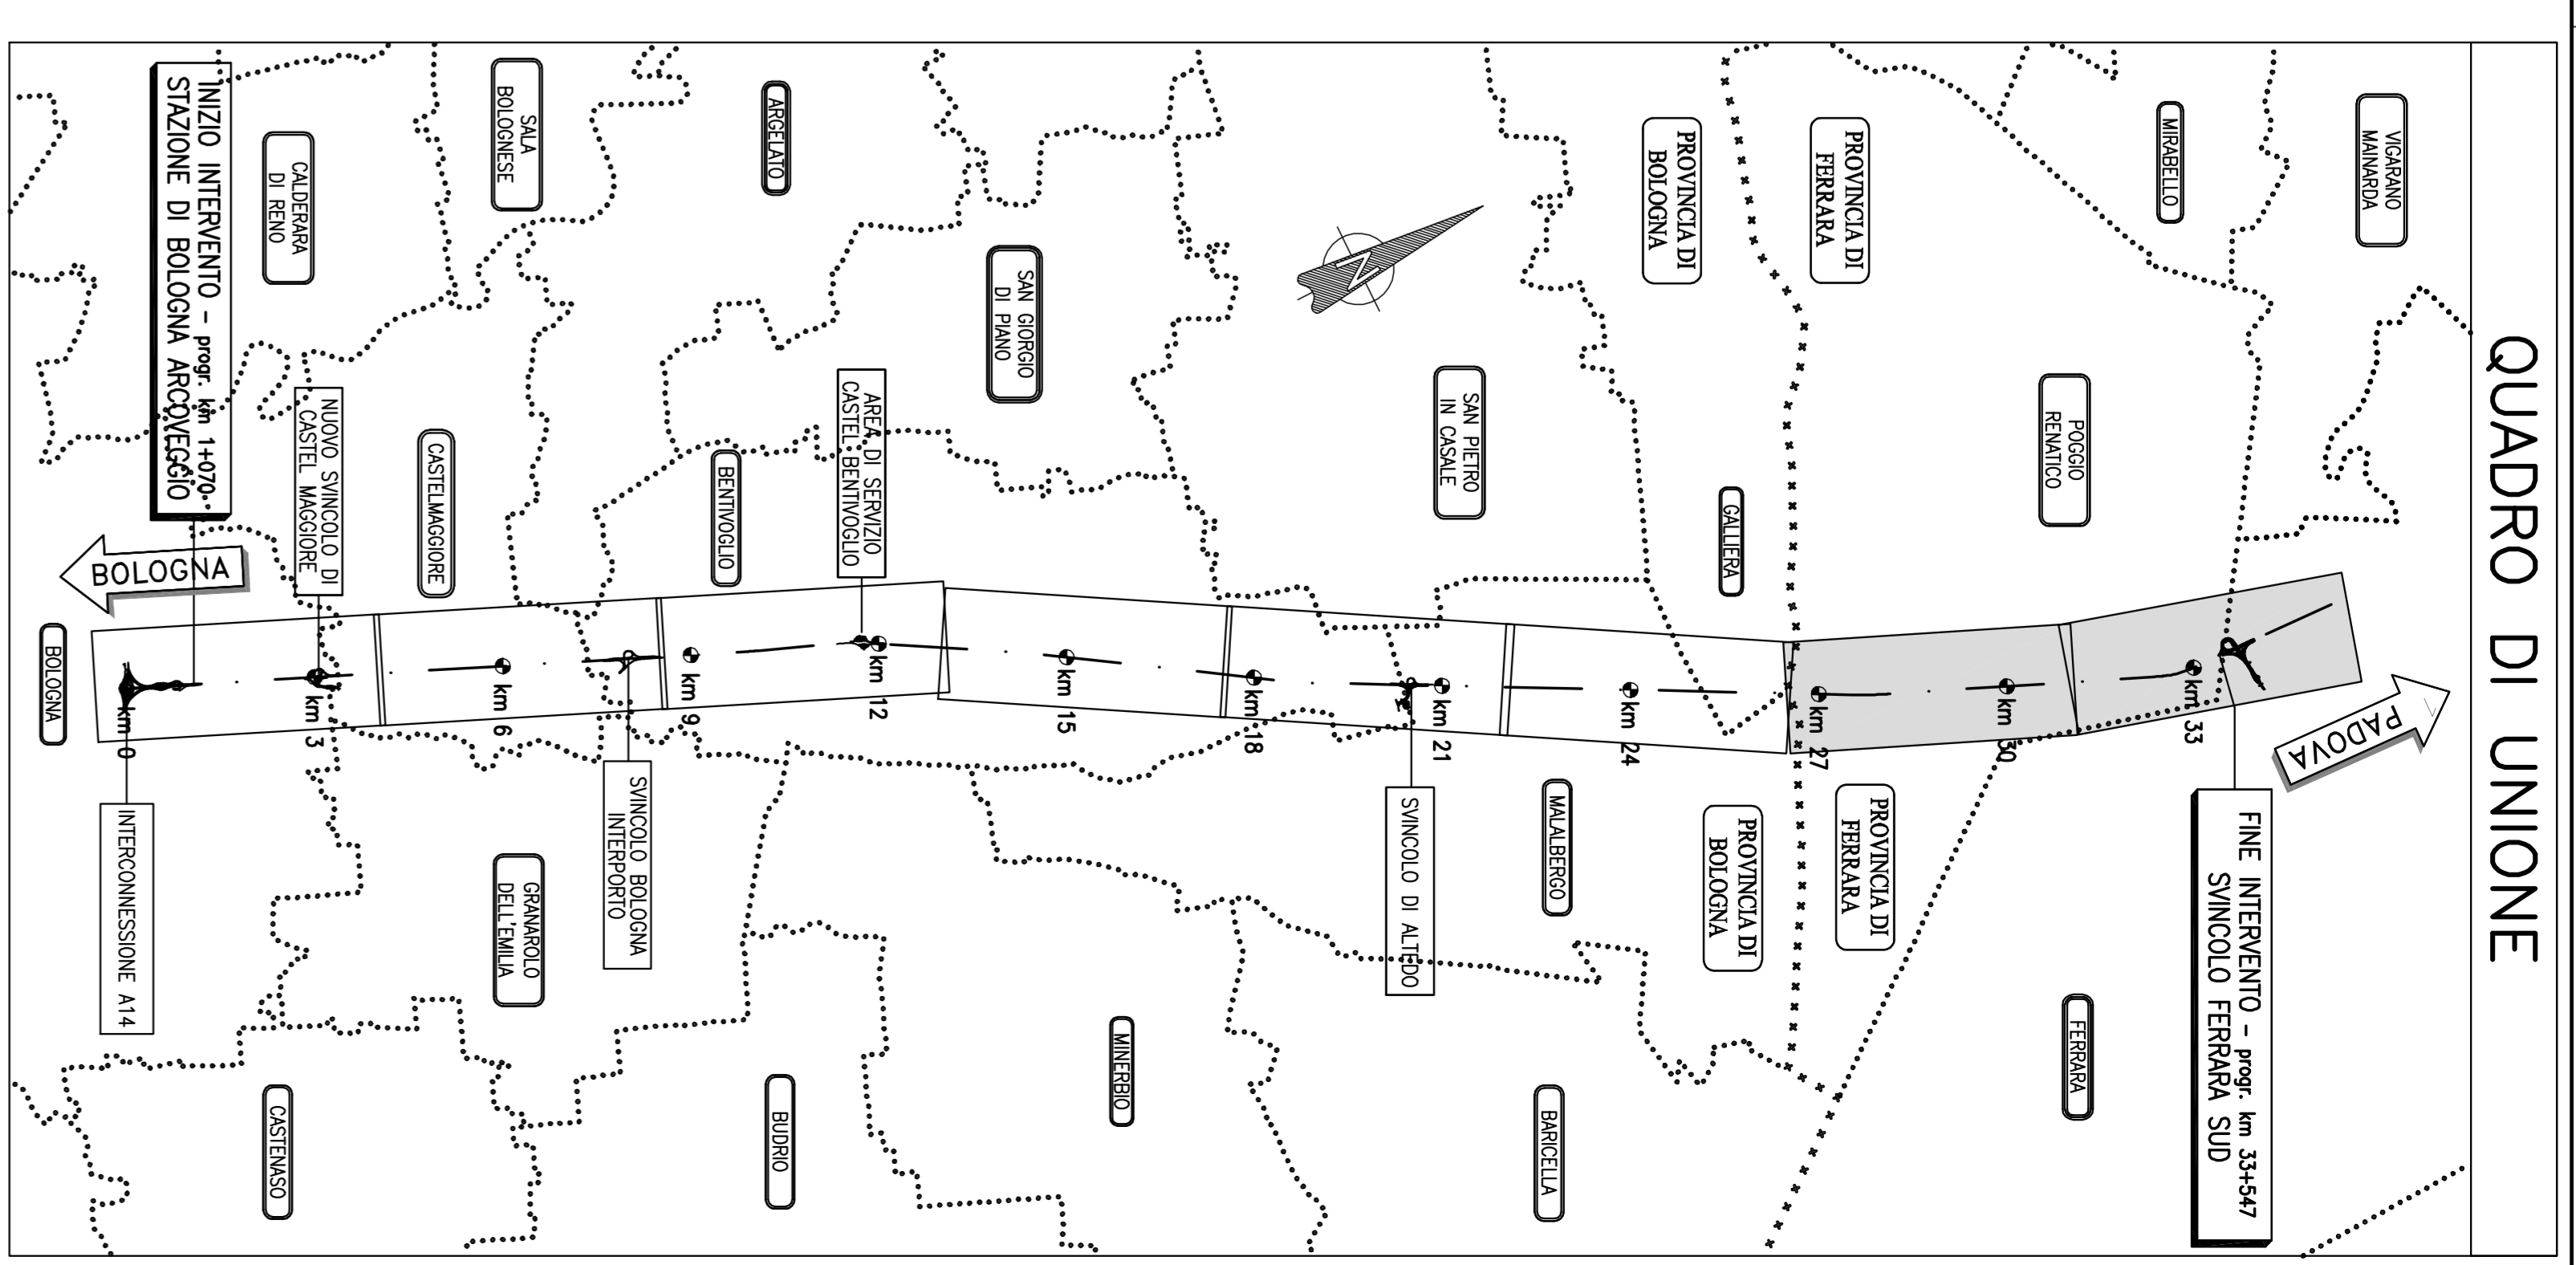 QUADRO DI UNIONE
VIGARANO
MAINARDA
MIRABELLO
PROVINCIA DI
FERRARA
PROVINCIA DI
BOLOGNA
POGGIO
RENATICO
GALLIERA
SAN PIETRO
IN CASALE
SAN GIORGIO
DI PIANO
ARGELATO
SALA
BOLOGNESE
CALDERARA
DI RENO
INIZIO INTERVENTO - progr. km 1+070
STAZIONE DI BOLOGNA ARCOVEGGIO
NUOVO SVINCOLO DI
CASTEL MAGGIORE
CASTELMAGGIORE
BENTIVOGLIO
AREA DI SERVIZIO
CASTEL BENTIVOGLIO
N
BOLOGNA
BOLOGNA
km 0
km 3
km 6
km 9
km 12
km 15
km 18
km 21
km 24
km 27
km 30
km 33
PADOVA
FINE INTERVENTO - progr. km 33+547
SVINCOLO FERRARA SUD
PROVINCIA DI
FERRARA
PROVINCIA DI
BOLOGNA
MALALBERGO
SVINCOLO DI ALTEDO
SVINCOLO BOLOGNA
INTERPORTO
GRANAROLO
DELL'EMILIA
INTERCONNESSIONE A14
FERRARA
BARICELLA
MINERBIO
BUDRIO
CASTENASO